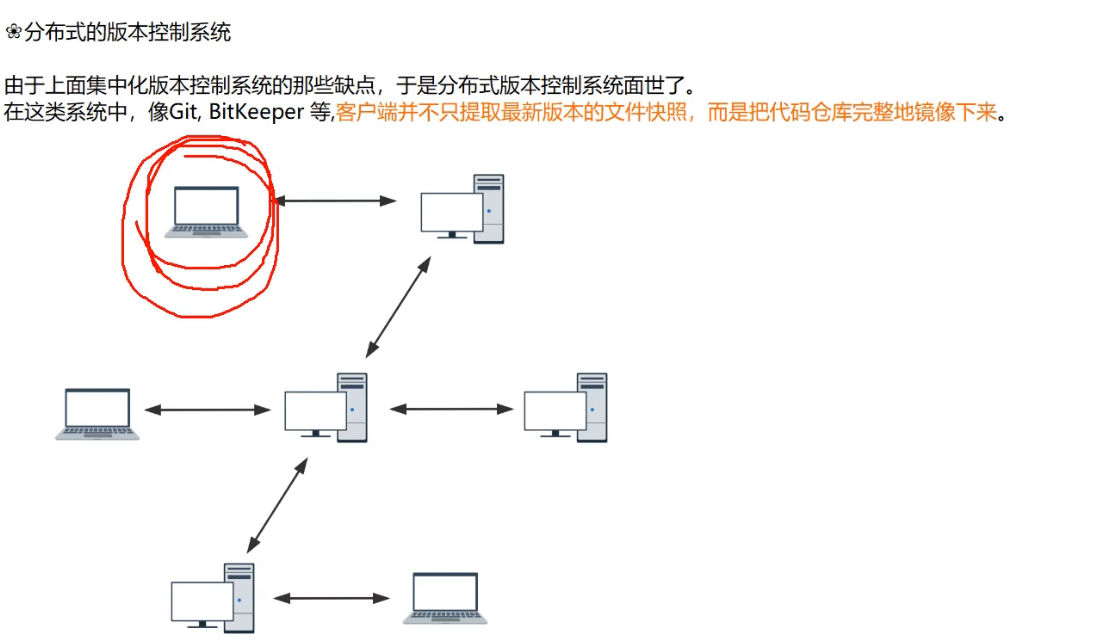 ❀分布式的版本控制系统
由于上面集中化版本控制系统的那些缺点，于是分布式版本控制系统面世了。
在这类系统中，像Git, BitKeeper 等,客户端并不只提取最新版本的文件快照，而是把代码仓库完整地镜像下来。